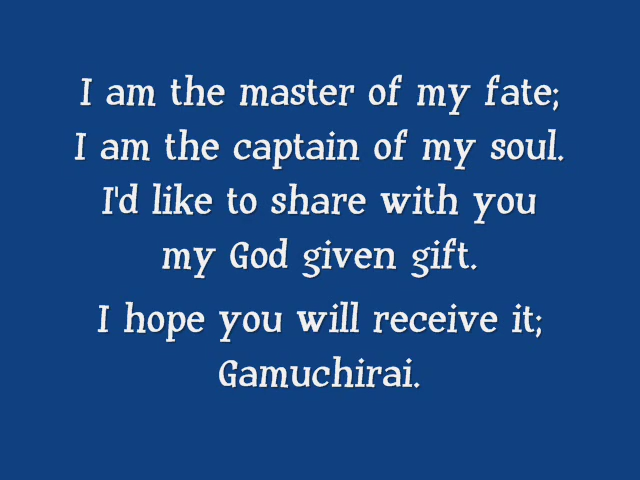 I am the master of my fate;
I am the captain of my soul.
I'd like to share with you
my God given gift.
I hope you will receive it;
Gamuchirai.